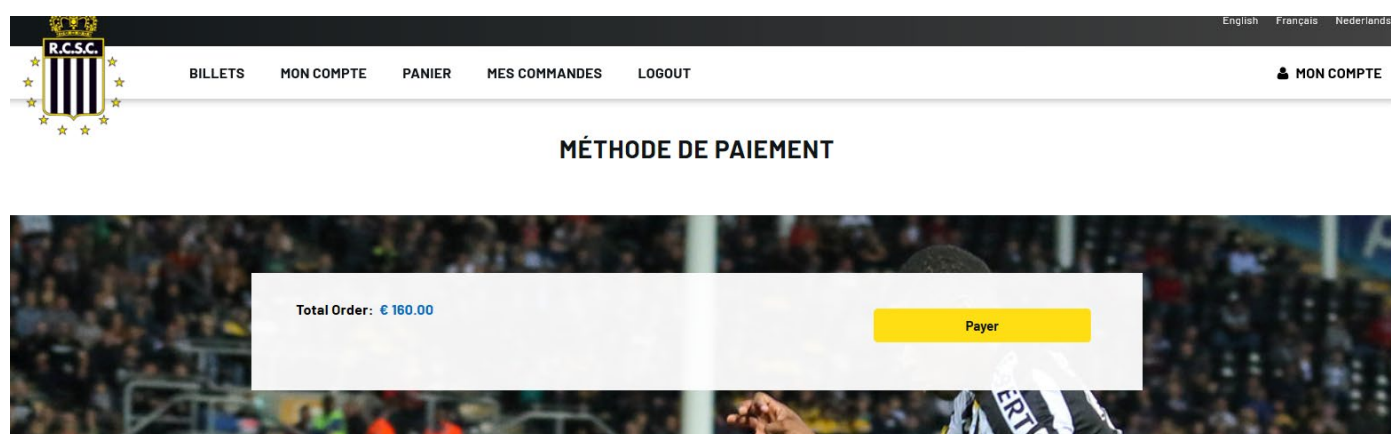 English Français Nederlands
R.C.S.C.
BILLETS MON COMPTE PANIER MES COMMANDES LOGOUT MON COMPTE
MÉTHODE DE PAIEMENT
Total Order: € 160.00
Payer